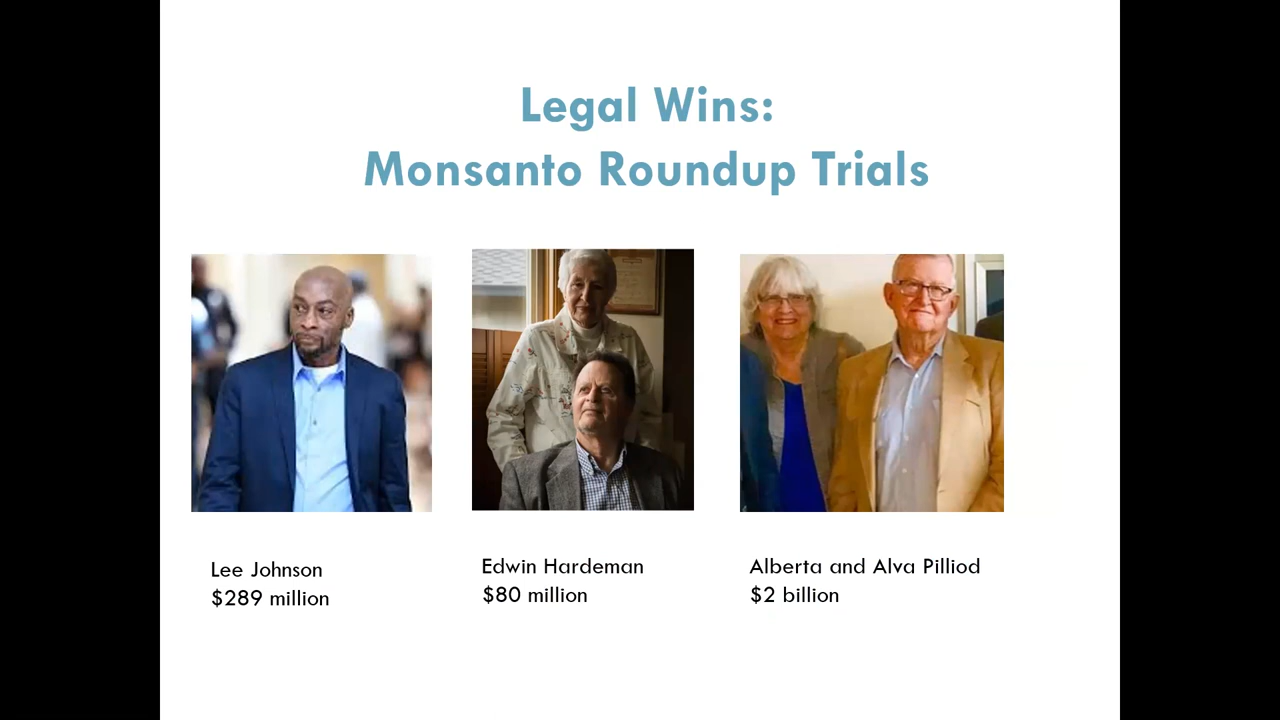 Legal Wins:
Monsanto Roundup Trials
Lee Johnson
$289 million
Edwin Hardeman
$80 million
Alberta and Alva Pilliod
$2 billion